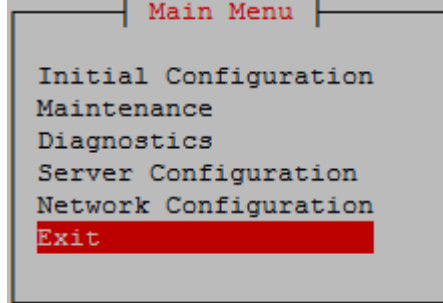 Main Menu
Initial Configuration
Maintenance
Diagnostics
Server Configuration
Network Configuration
Exit